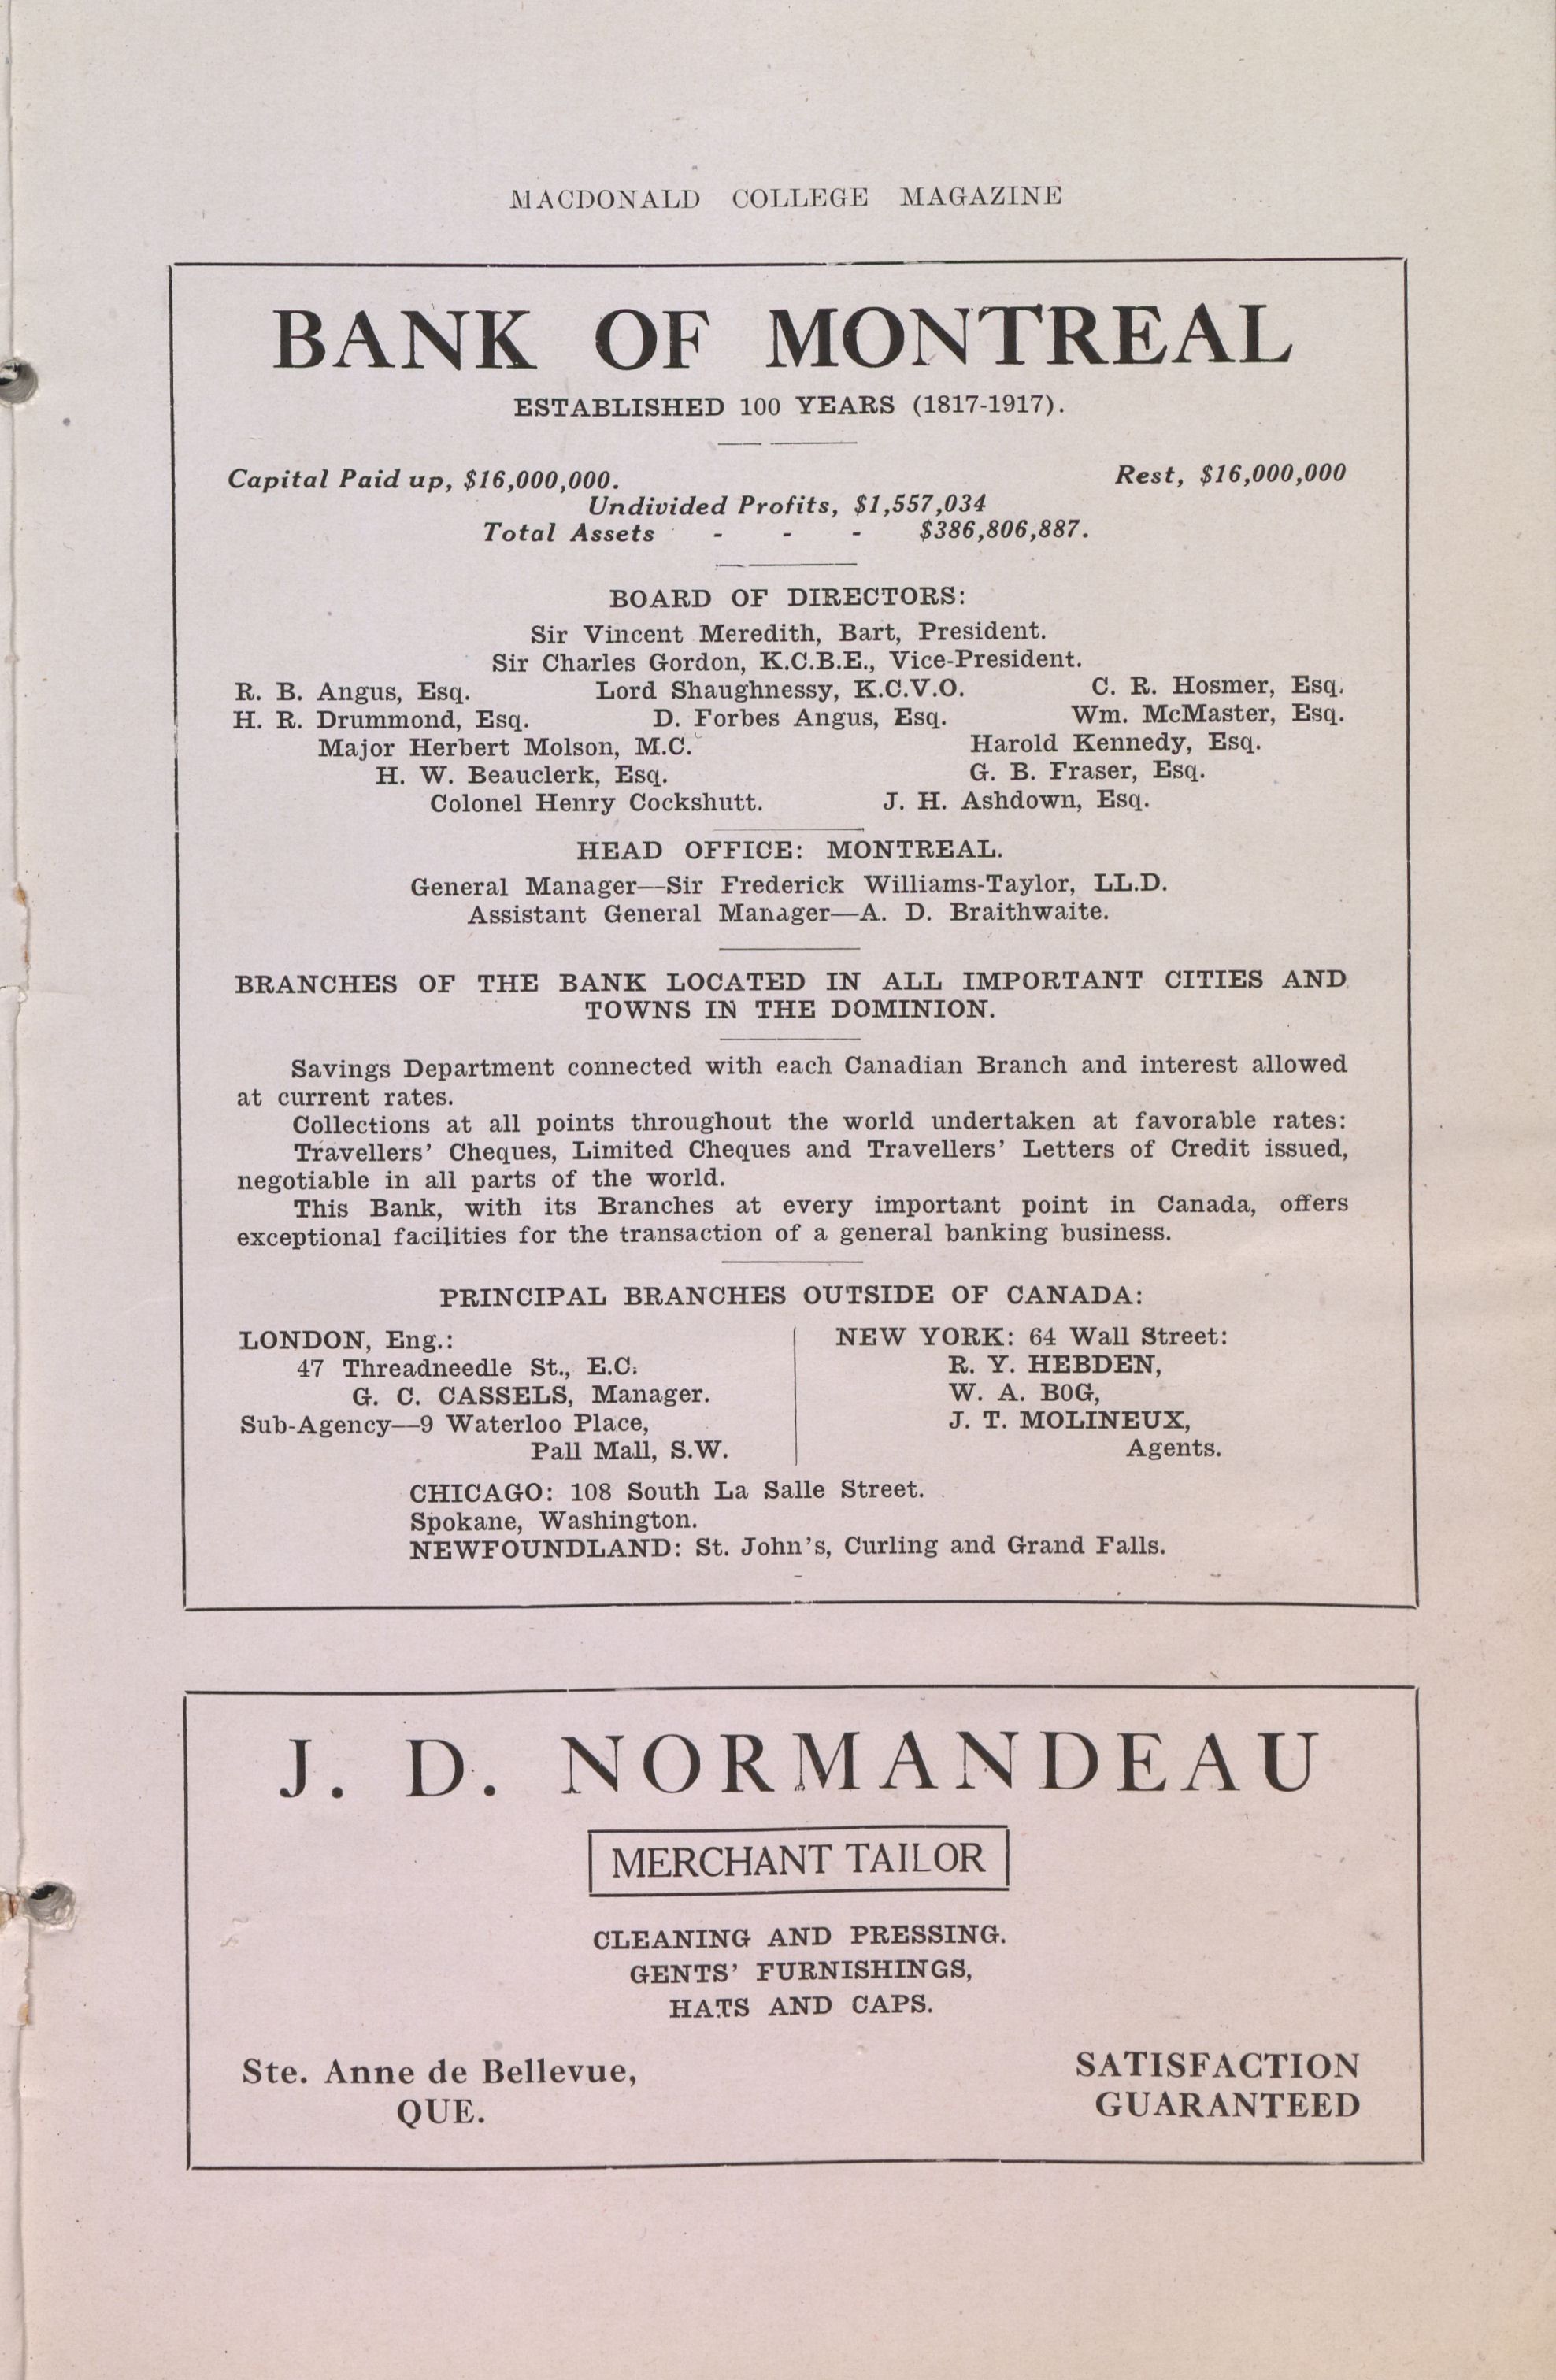 MACDONALD COLLEGE MAGAZINE
BANK OF MONTREAL
ESTABLISHED 100 YEARS (1817-1917).
Capital Paid up, $16,000,000. Rest, $16,000,000
Undivided Profits, $1,557,034
Total Assets - - - $386,806,887.
BOARD OF DIRECTORS:
Sir Vincent Meredith, Bart, President.
Sir Charles Gordon, K.C.B.E., Vice-President.
R. B. Angus, Esq. Lord Shaughnessy, K.C.V.O. C. R. Hosmer, Esq.
H. R. Drummond, Esq. D. Forbes Angus, Esq. Wm. McMaster, Esq.
Major Herbert Molson, M.C. Harold Kennedy, Esq.
H. W. Beauclerk, Esq. G. B. Fraser, Esq.
Colonel Henry Cockshutt. J. H. Ashdown, Esq.
HEAD OFFICE: MONTREAL.
General Manager—Sir Frederick Williams-Taylor, LL.D.
Assistant General Manager—A. D. Braithwaite.
BRANCHES OF THE BANK LOCATED IN ALL IMPORTANT CITIES AND
TOWNS IN THE DOMINION.
Savings Department connected with each Canadian Branch and interest allowed
at current rates.
Collections at all points throughout the world undertaken at favorable rates:
Travellers' Cheques, Limited Cheques and Travellers' Letters of Credit issued,
negotiable in all parts of the world.
This Bank, with its Branches at every important point in Canada, offers
exceptional facilities for the transaction of a general banking business.
PRINCIPAL BRANCHES OUTSIDE OF CANADA:
LONDON, Eng.:
47 Threadneedle St., E.C.
G. C. CASSELS, Manager.
Sub-Agency—9 Waterloo Place,
Pall Mall, S.W.
NEW YORK: 64 Wall Street:
R. Y. HEBDEN,
W. A. BOG,
J. T. MOLINEUX,
Agents.
CHICAGO: 108 South La Salle Street.
Spokane, Washington.
NEWFOUNDLAND: St. John's, Curling and Grand Falls.
J. D. NORMANDEAU
MERCHANT TAILOR
CLEANING AND PRESSING.
GENTS' FURNISHINGS,
HATS AND CAPS.
Ste. Anne de Bellevue,
QUE.
SATISFACTION
GUARANTEED